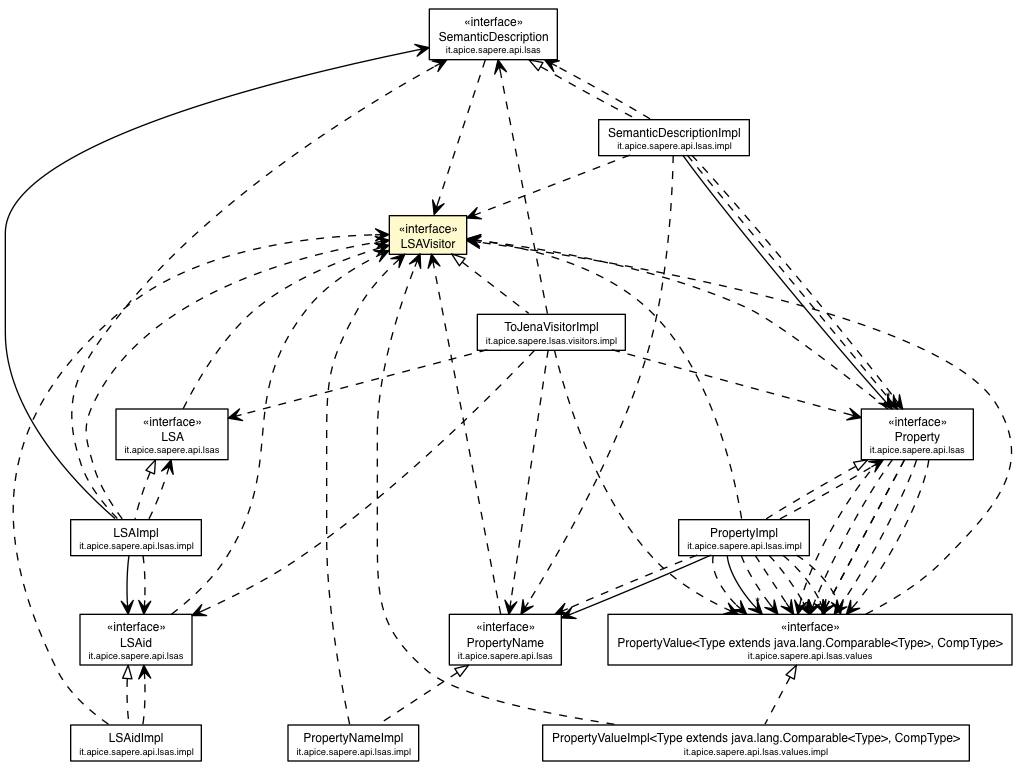 «interface»
SemanticDescription
it.apice.sapere.api.lsas
SemanticDescriptionImpl
it.apice.sapere.api.lsas.impl
«interface»
LSAVisitor
ToJenaVisitorImpl
it.apice.sapere.lsas.visitors.impl
«interface»
LSA
it.apice.sapere.api.lsas
«interface»
Property
it.apice.sapere.api.lsas
LSAImpl
it.apice.sapere.api.lsas.impl
PropertyImpl
it.apice.sapere.api.lsas.impl
«interface»
LSAid
it.apice.sapere.api.lsas
«interface»
PropertyName
it.apice.sapere.api.lsas
«interface»
PropertyValue<Type extends java.lang.Comparable<Type>, CompType>
it.apice.sapere.api.lsas.values
LSAidImpl
it.apice.sapere.api.lsas.impl
PropertyNameImpl
it.apice.sapere.api.lsas.impl
PropertyValueImpl<Type extends java.lang.Comparable<Type>, CompType>
it.apice.sapere.api.lsas.values.impl